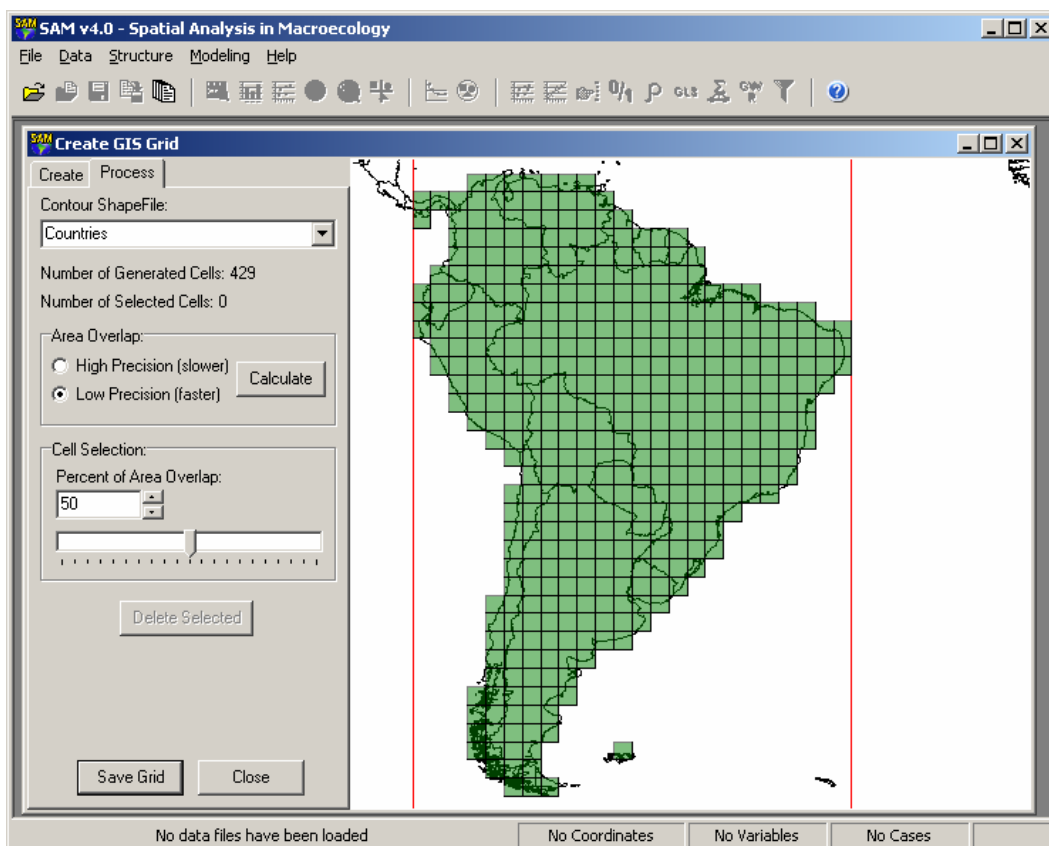 SAM v4.0 - Spatial Analysis in Macroecology
File Data Structure Modeling Help
Create GIS Grid
Create Process
Contour ShapeFile:
Countries
Number of Generated Cells: 429
Number of Selected Cells: 0
Area Overlap:
High Precision (slower)
Low Precision (faster)
Calculate
Cell Selection:
Percent of Area Overlap:
50
Delete Selected
Save Grid Close
No data files have been loaded No Coordinates No Variables No Cases